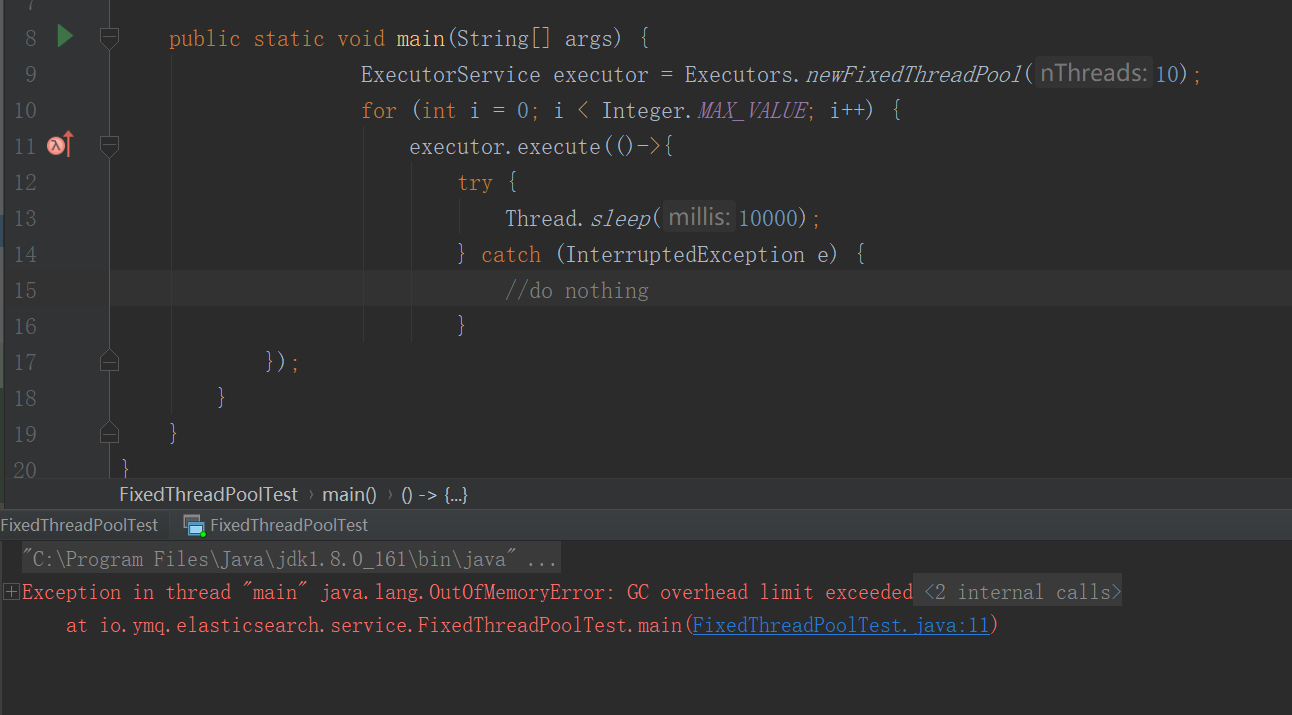 7
8 public static void main(String[] args) {
9 ExecutorService executor = Executors.newFixedThreadPool( nThreads: 10);
10 for (int i = 0; i < Integer.MAX_VALUE; i++) {
11 executor.execute(()->{
12 try {
13 Thread.sleep( millis: 10000);
14 } catch (InterruptedException e) {
15 //do nothing
16 }
17 });
18 }
19 }
20 }
FixedThreadPoolTest › main() › () -> {...}
FixedThreadPoolTest FixedThreadPoolTest
"C:\Program Files\Java\jdk1.8.0_161\bin\java" ...
Exception in thread "main" java.lang.OutOfMemoryError: GC overhead limit exceeded <2 internal calls>
at io.ymq.elasticsearch.service.FixedThreadPoolTest.main(FixedThreadPoolTest.java:11)